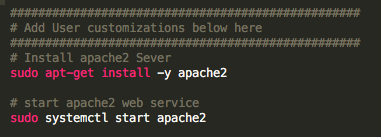 ##################################################
# Add User customizations below here
##################################################
# Install apache2 Sever
sudo apt-get install -y apache2
# start apache2 web service
sudo systemctl start apache2